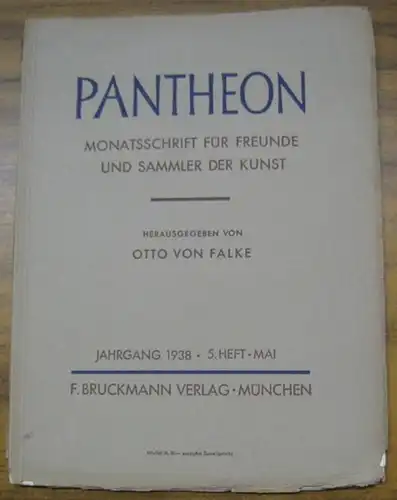 PANTHEON
MONATSSCHRIFT FÜR FREUNDE
UND SAMMLER DER KUNST
HERAUSGEGEBEN VON
OTTO VON FALKE
JAHRGANG 1938 · 5. HEFT · MAI
F. BRUCKMANN VERLAG · MÜNCHEN